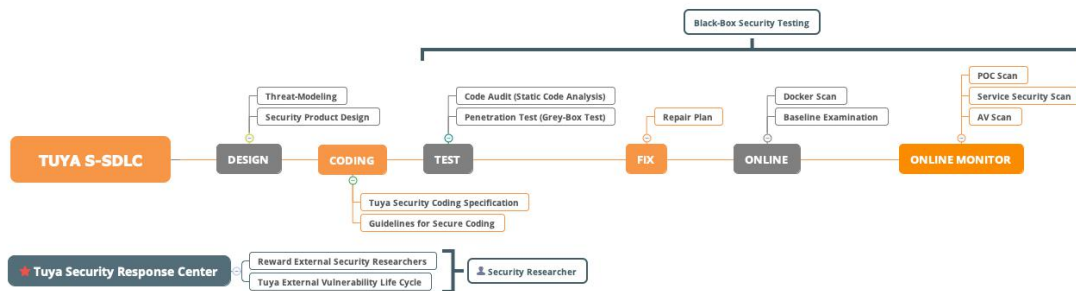 Black-Box Security Testing
POC Scan
Threat-Modeling
Code Audit (Static Code Analysis)
Docker Scan
Service Security Scan
Security Product Design
Penetration Test (Grey-Box Test)
Repair Plan
Baseline Examination
AV Scan
TUYA S-SDLC
DESIGN
CODING
TEST
FIX
ONLINE
ONLINE MONITOR
Tuya Security Coding Specification
Guidelines for Secure Coding
Tuya Security Response Center
Reward External Security Researchers
Tuya External Vulnerability Life Cycle
Security Researcher